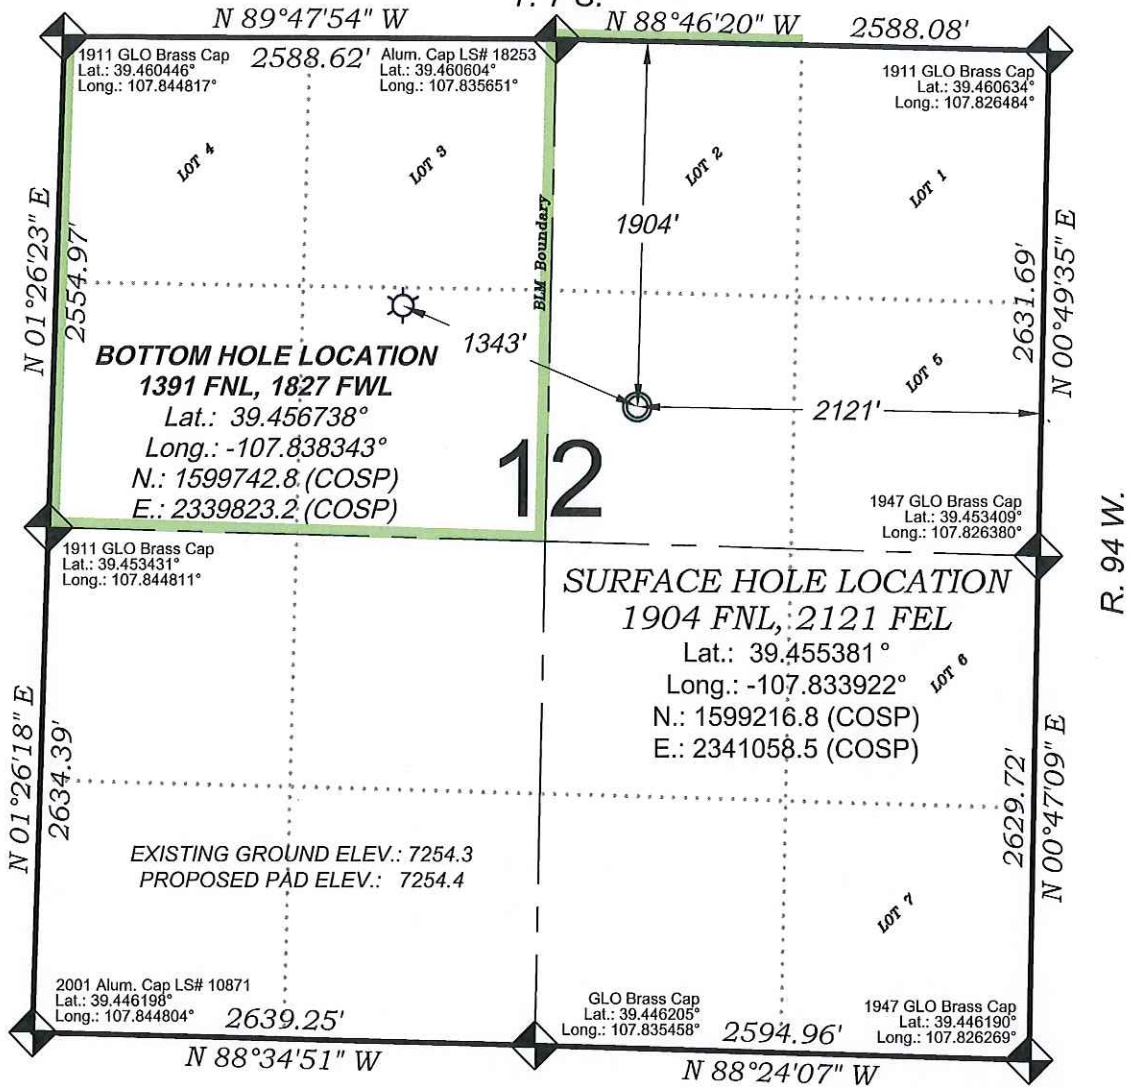 N 89°47'54" W
N 88°46'20" W
2588.08'
1911 GLO Brass Cap
Lat.: 39.460446°
Long.: 107.844817°
2588.62'
Alum. Cap LS# 18253
Lat.: 39.460604°
Long.: 107.835651°
1911 GLO Brass Cap
Lat.: 39.460634°
Long.: 107.826484°
LOT 4
LOT 3
LOT 2
LOT 1
N 01°26'23" E
2554.97'
BLM Boundary
1904'
2631.69'
N 00°49'35" E
1343'
BOTTOM HOLE LOCATION
1391 FNL, 1827 FWL
Lat.: 39.456738°
Long.: -107.838343°
N.: 1599742.8 (COSP)
E.: 2339823.2 (COSP)
LOT 5
2121'
12
1947 GLO Brass Cap
Lat.: 39.453409°
Long.: 107.826380°
R. 94 W.
1911 GLO Brass Cap
Lat.: 39.453431°
Long.: 107.844811°
SURFACE HOLE LOCATION
1904 FNL, 2121 FEL
Lat.: 39.455381°
Long.: -107.833922°
N.: 1599216.8 (COSP)
E.: 2341058.5 (COSP)
LOT 6
N 01°26'18" E
2634.39'
2629.72'
N 00°47'09" E
EXISTING GROUND ELEV.: 7254.3
PROPOSED PAD ELEV.: 7254.4
LOT 7
2001 Alum. Cap LS# 10871
Lat.: 39.446198°
Long.: 107.844804°
2639.25'
GLO Brass Cap
Lat.: 39.446205°
Long.: 107.835458°
2594.96'
1947 GLO Brass Cap
Lat.: 39.446190°
Long.: 107.826269°
N 88°34'51" W
N 88°24'07" W